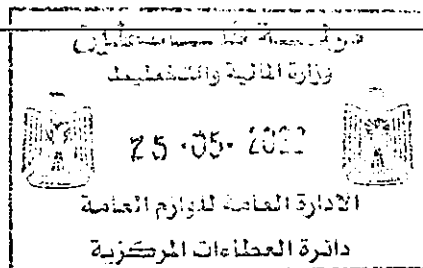 دولة فلسطين
وزارة المالية والتخطيط
25-05-2022
الادارة العامة للوازم العامة
دائرة العطاءات المركزية